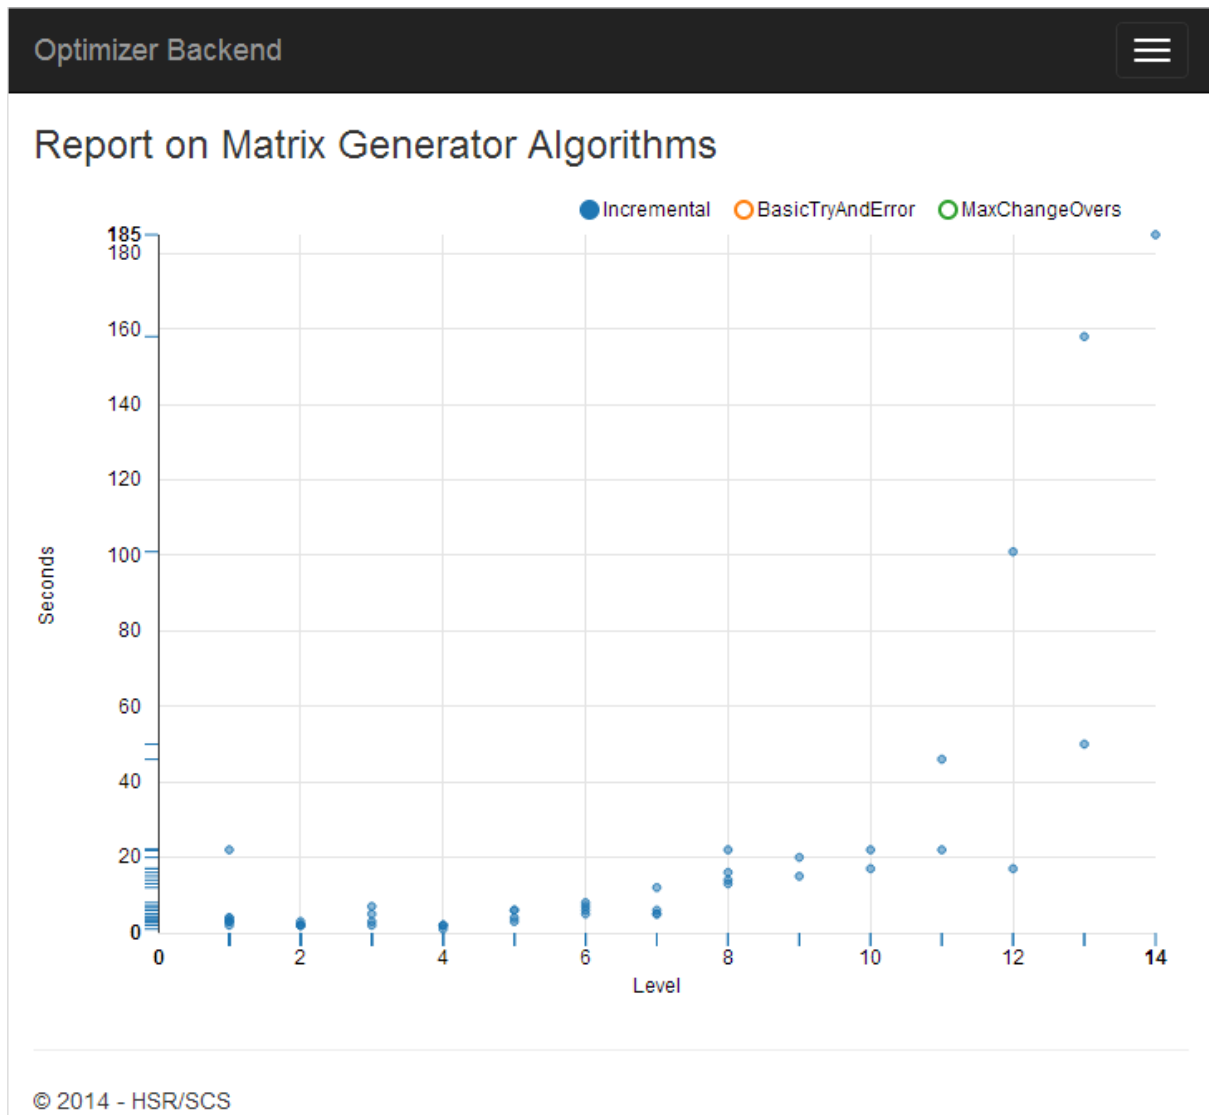 Optimizer Backend
Report on Matrix Generator Algorithms
Incremental BasicTryAndError MaxChangeOvers
185
180
160
140
120
100
80
60
40
20
0
Seconds
0 2 4 6 8 10 12 14
Level
© 2014 - HSR/SCS